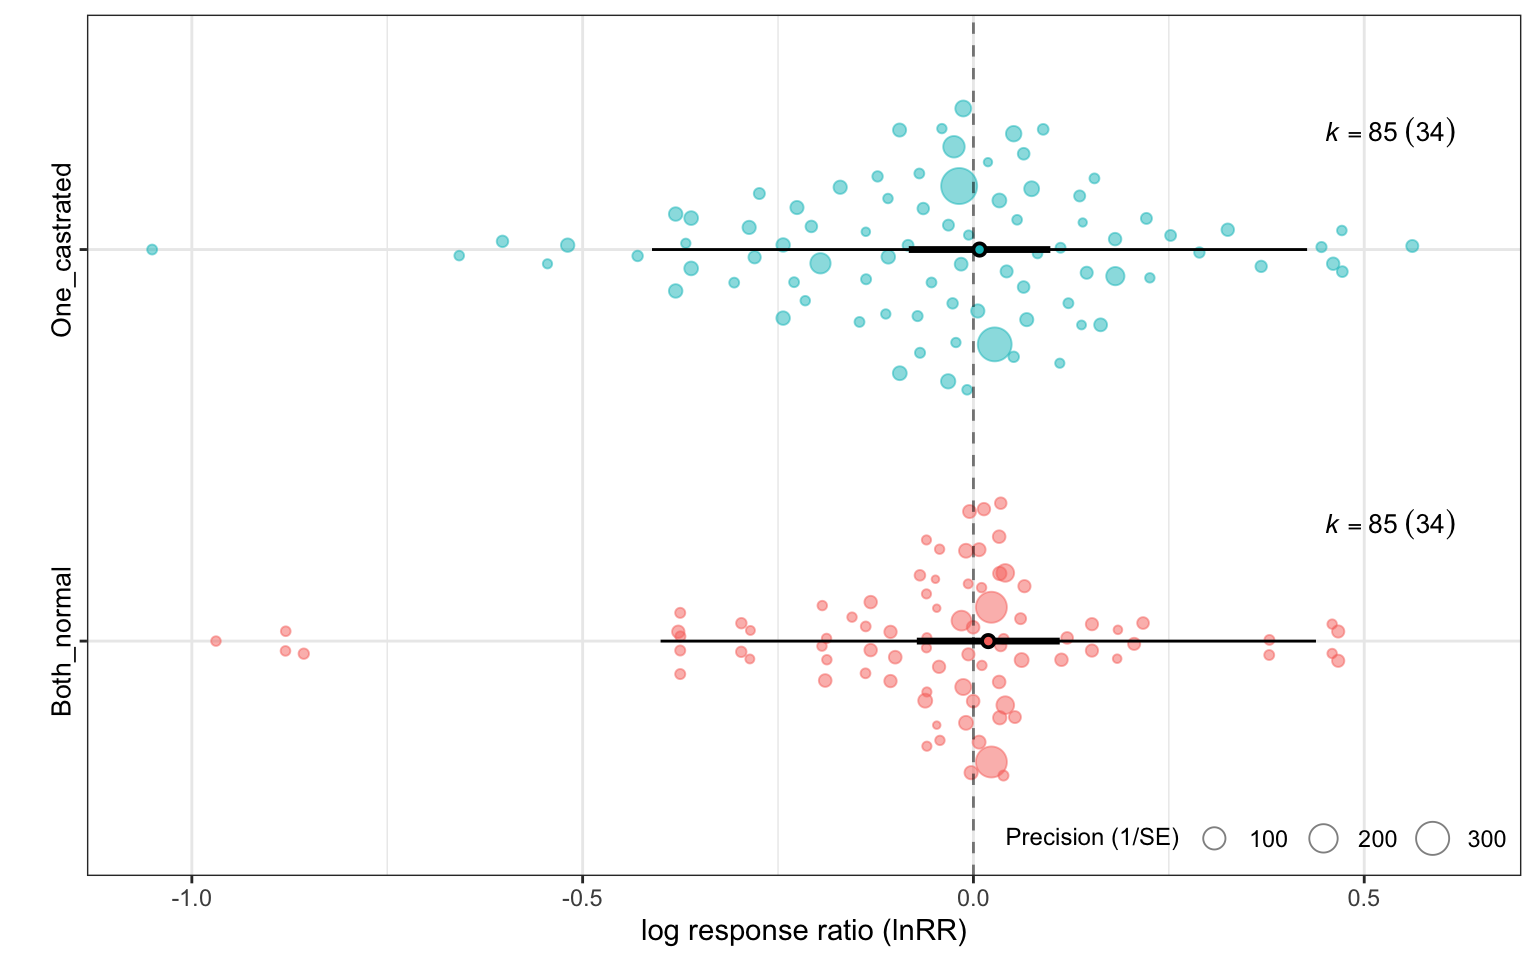 One_castrated
k = 85 (34)
Both_normal
k = 85 (34)
Precision (1/SE) 100 200 300
-1.0 -0.5 0.0 0.5
log response ratio (lnRR)